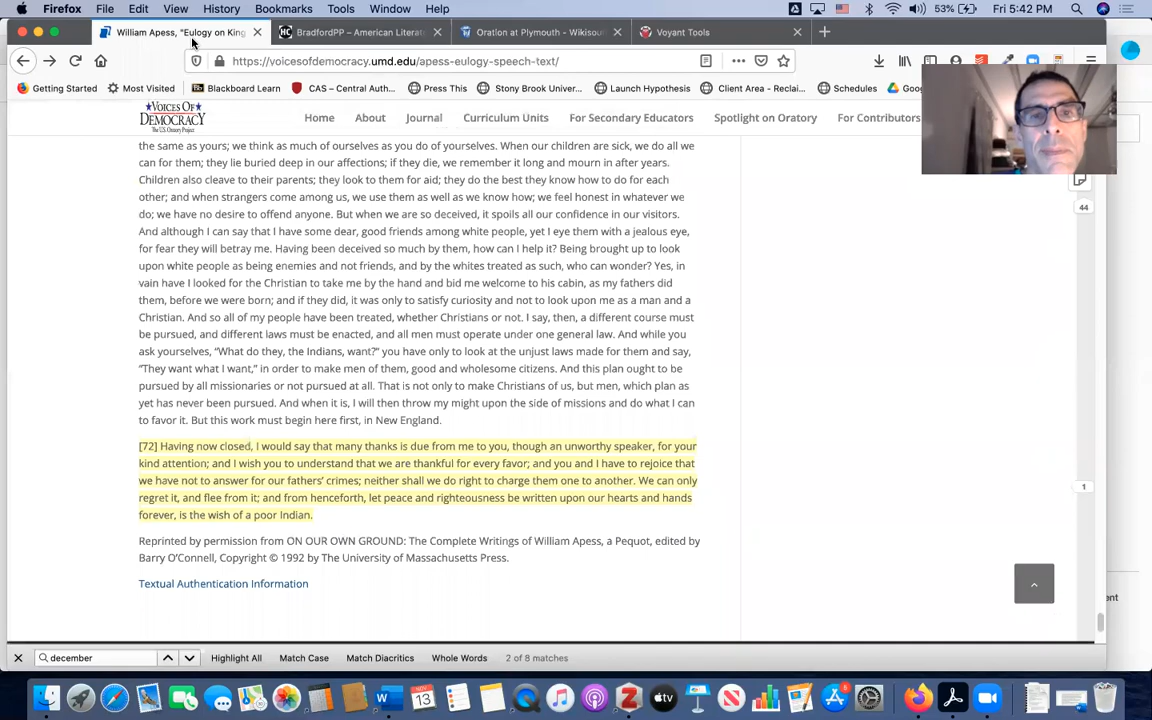 Firefox File Edit View History Bookmarks Tools Window Help 53% Fri 5:42 PM
William Apess, "Eulogy on King BradfordPP – American Literat Oration at Plymouth - Wikisou Voyant Tools
https://voicesofdemocracy.umd.edu/apess-eulogy-speech-text/
Getting Started Most Visited Blackboard Learn CAS – Central Auth... Press This Stony Brook Univer... Launch Hypothesis Client Area - Reclai... Schedules Goo
VOICES OF DEMOCRACY
The U.S. Oratory Project
Home About Journal Curriculum Units For Secondary Educators Spotlight on Oratory For Contributors
the same as yours; we think as much of ourselves as you do of yourselves. When our children are sick, we do all we
can for them; they lie buried deep in our affections; if they die, we remember it long and mourn in after years.
Children also cleave to their parents; they look to them for aid; they do the best they know how to do for each
other; and when strangers come among us, we use them as well as we know how; we feel honest in whatever we
do; we have no desire to offend anyone. But when we are so deceived, it spoils all our confidence in our visitors.
And although I can say that I have some dear, good friends among white people, yet I eye them with a jealous eye,
for fear they will betray me. Having been deceived so much by them, how can I help it? Being brought up to look
upon white people as being enemies and not friends, and by the whites treated as such, who can wonder? Yes, in
vain have I looked for the Christian to take me by the hand and bid me welcome to his cabin, as my fathers did
them, before we were born; and if they did, it was only to satisfy curiosity and not to look upon me as a man and a
Christian. And so all of my people have been treated, whether Christians or not. I say, then, a different course must
be pursued, and different laws must be enacted, and all men must operate under one general law. And while you
ask yourselves, "What do they, the Indians, want?" you have only to look at the unjust laws made for them and say,
"They want what I want," in order to make men of them, good and wholesome citizens. And this plan ought to be
pursued by all missionaries or not pursued at all. That is not only to make Christians of us, but men, which plan as
yet has never been pursued. And when it is, I will then throw my might upon the side of missions and do what I can
to favor it. But this work must begin here first, in New England.
[72] Having now closed, I would say that many thanks is due from me to you, though an unworthy speaker, for your
kind attention; and I wish you to understand that we are thankful for every favor; and you and I have to rejoice that
we have not to answer for our fathers' crimes; neither shall we do right to charge them one to another. We can only
regret it, and flee from it; and from henceforth, let peace and righteousness be written upon our hearts and hands
forever, is the wish of a poor Indian.
Reprinted by permission from ON OUR OWN GROUND: The Complete Writings of William Apess, a Pequot, edited by
Barry O'Connell, Copyright © 1992 by The University of Massachusetts Press.
Textual Authentication Information
44
1
ent
december Highlight All Match Case Match Diacritics Whole Words 2 of 8 matches
NOV 13 tv 5